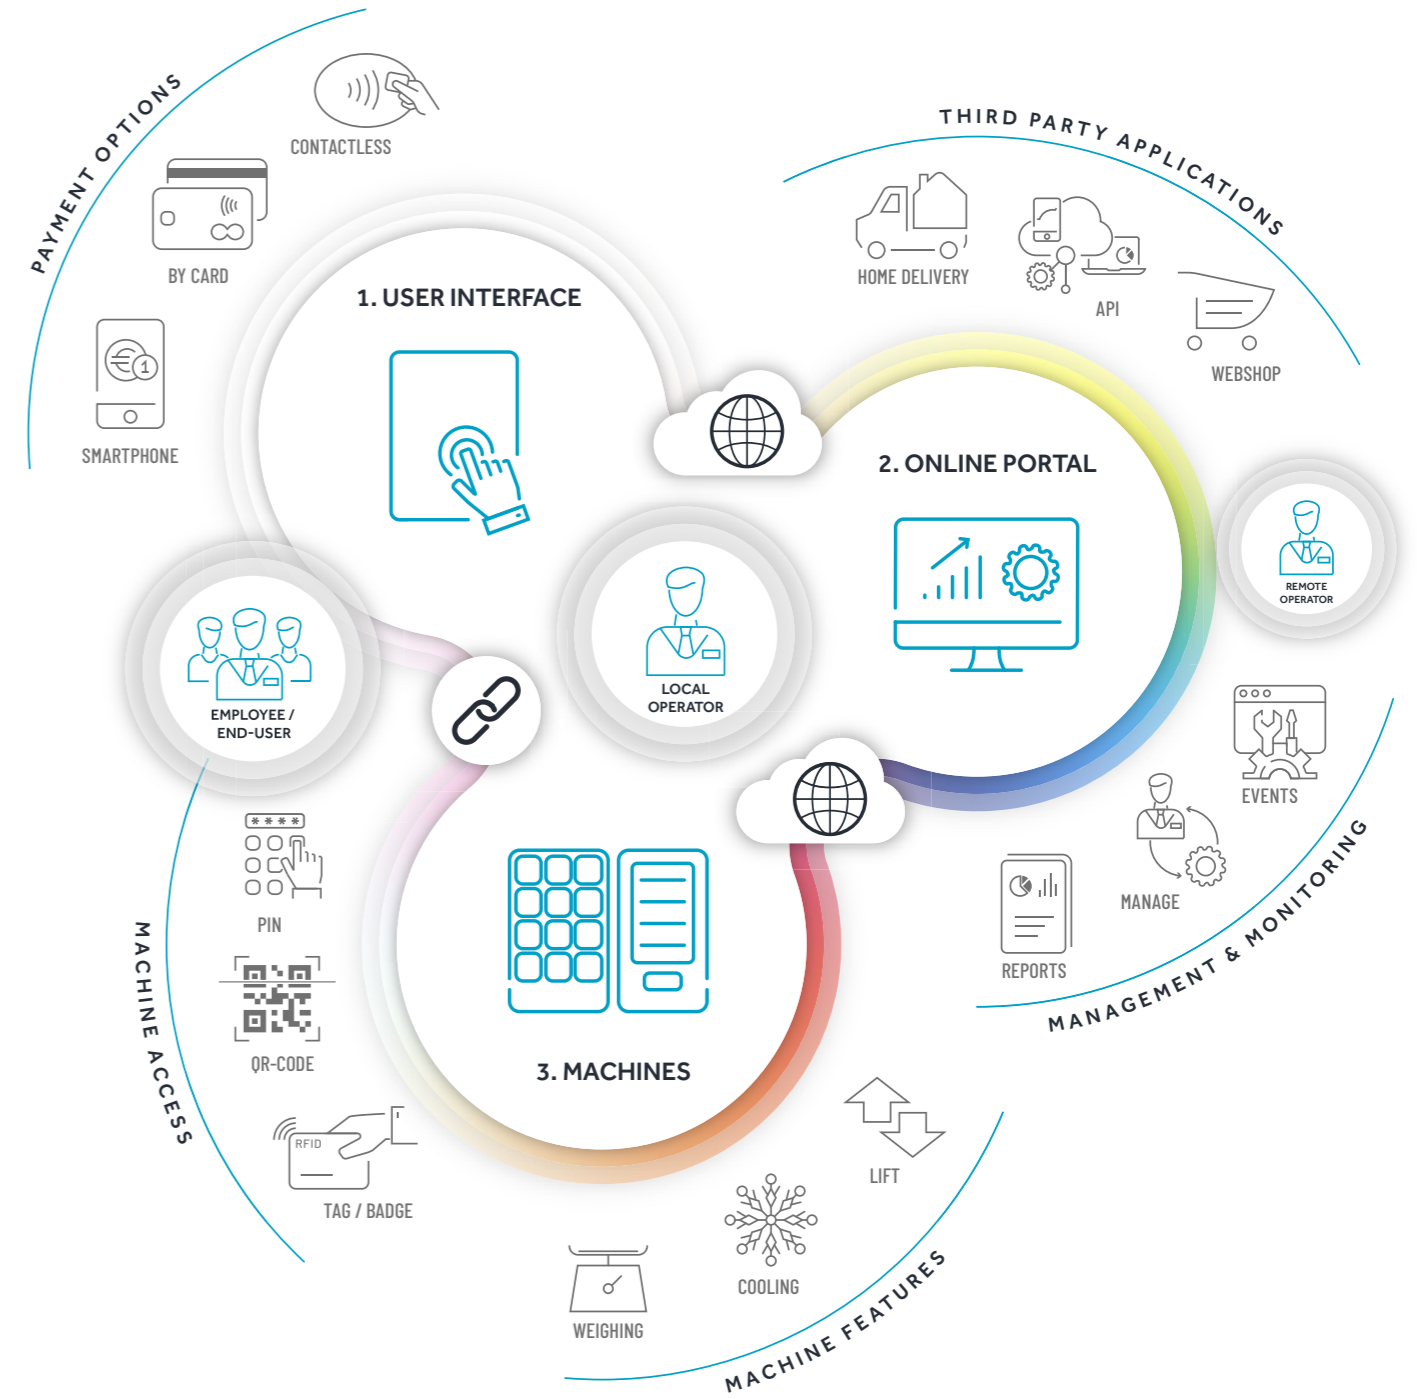 PAYMENT OPTIONS
CONTACTLESS
BY CARD
SMARTPHONE
1. USER INTERFACE
THIRD PARTY APPLICATIONS
HOME DELIVERY
API
WEBSHOP
2. ONLINE PORTAL
REMOTE
OPERATOR
LOCAL
OPERATOR
EMPLOYEE /
END-USER
1
EVENTS
MANAGE
REPORTS
MANAGEMENT & MONITORING
MACHINE ACCESS
* * * *
PIN
QR-CODE
RFID
TAG / BADGE
3. MACHINES
LIFT
COOLING
WEIGHING
MACHINE FEATURES